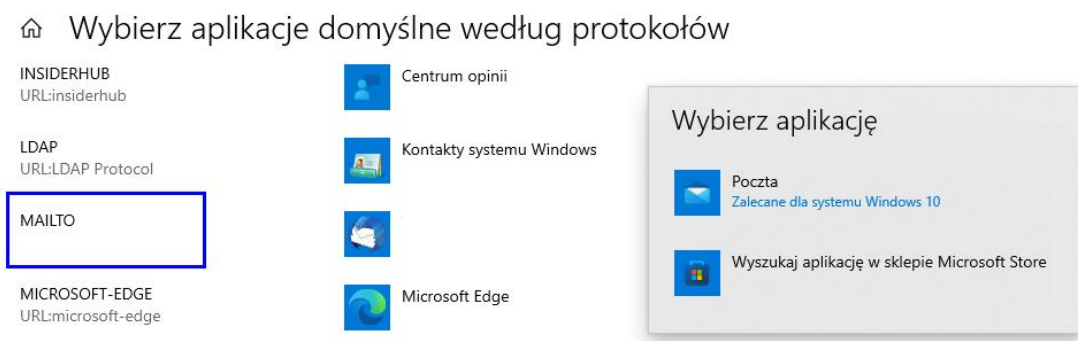 Wybierz aplikacje domyślne według protokołów
INSIDERHUB
URL:insiderhub
Centrum opinii
LDAP
URL:LDAP Protocol
Kontakty systemu Windows
MAILTO
MICROSOFT-EDGE
URL:microsoft-edge
Microsoft Edge
Wybierz aplikację
Poczta
Zalecane dla systemu Windows 10
Wyszukaj aplikację w sklepie Microsoft Store